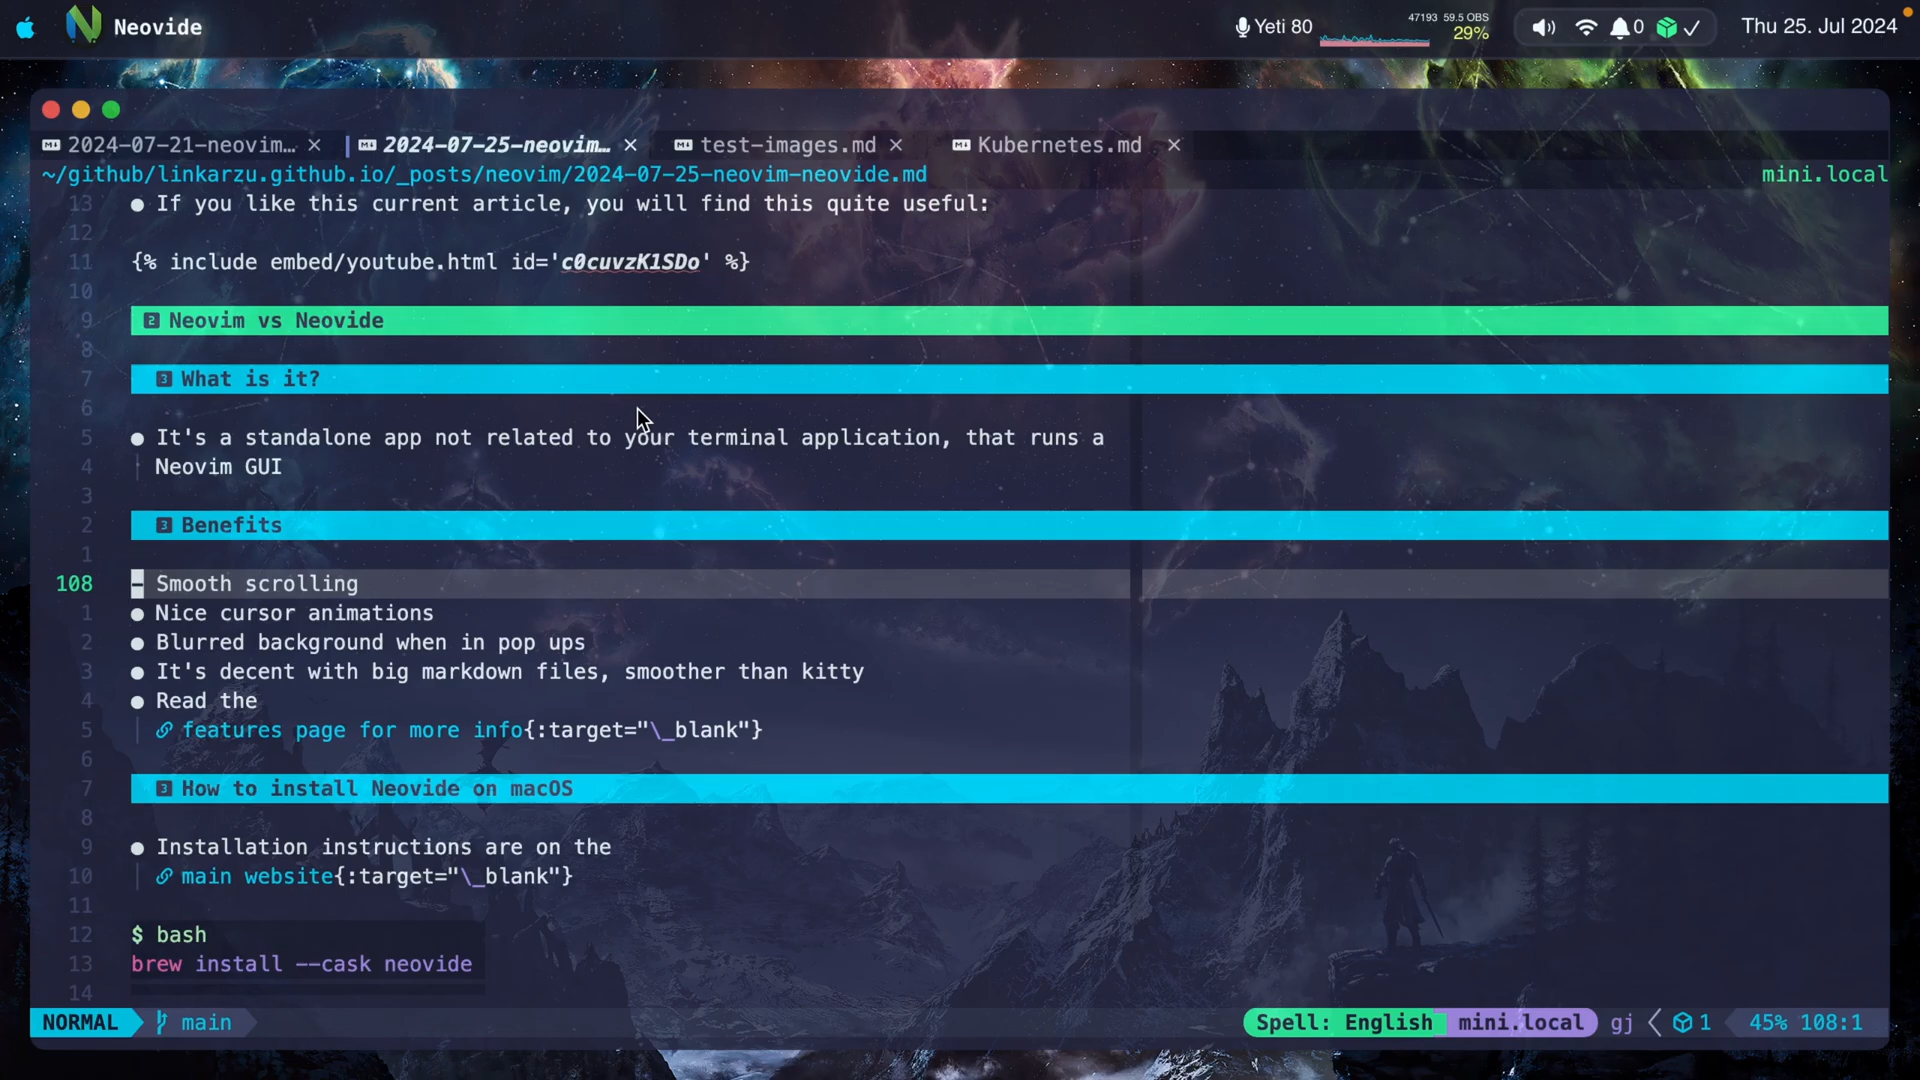 Neovide
Yeti 80
47193 59.5 OBS
29%
0
Thu 25. Jul 2024
2024-07-21-neovim…
2024-07-25-neovim…
test-images.md
Kubernetes.md
~/github/linkarzu.github.io/_posts/neovim/2024-07-25-neovim-neovide.md
mini.local
13 ● If you like this current article, you will find this quite useful:
12
11 {% include embed/youtube.html id='c0cuvzK1SDo' %}
10
9 2 Neovim vs Neovide
8
7 3 What is it?
6
5 ● It's a standalone app not related to your terminal application, that runs a
4 Neovim GUI
3
2 3 Benefits
1
108 - Smooth scrolling
1 ● Nice cursor animations
2 ● Blurred background when in pop ups
3 ● It's decent with big markdown files, smoother than kitty
4 ● Read the
5 features page for more info{:target="\_blank"}
6
7 3 How to install Neovide on macOS
8
9 ● Installation instructions are on the
10 main website{:target="\_blank"}
11
12 $ bash
13 brew install --cask neovide
14
NORMAL main
Spell: English mini.local gj 1 45% 108:1